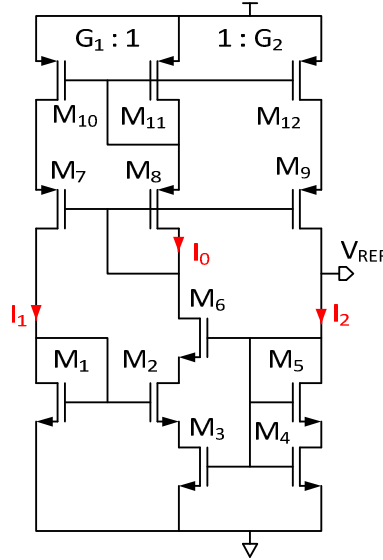 G₁ : 1
1 : G₂
M₁₀
M₁₁
M₁₂
M₇
M₈
M₉
I₀
V_REF
M₆
I₁
I₂
M₁
M₂
M₅
M₃
M₄